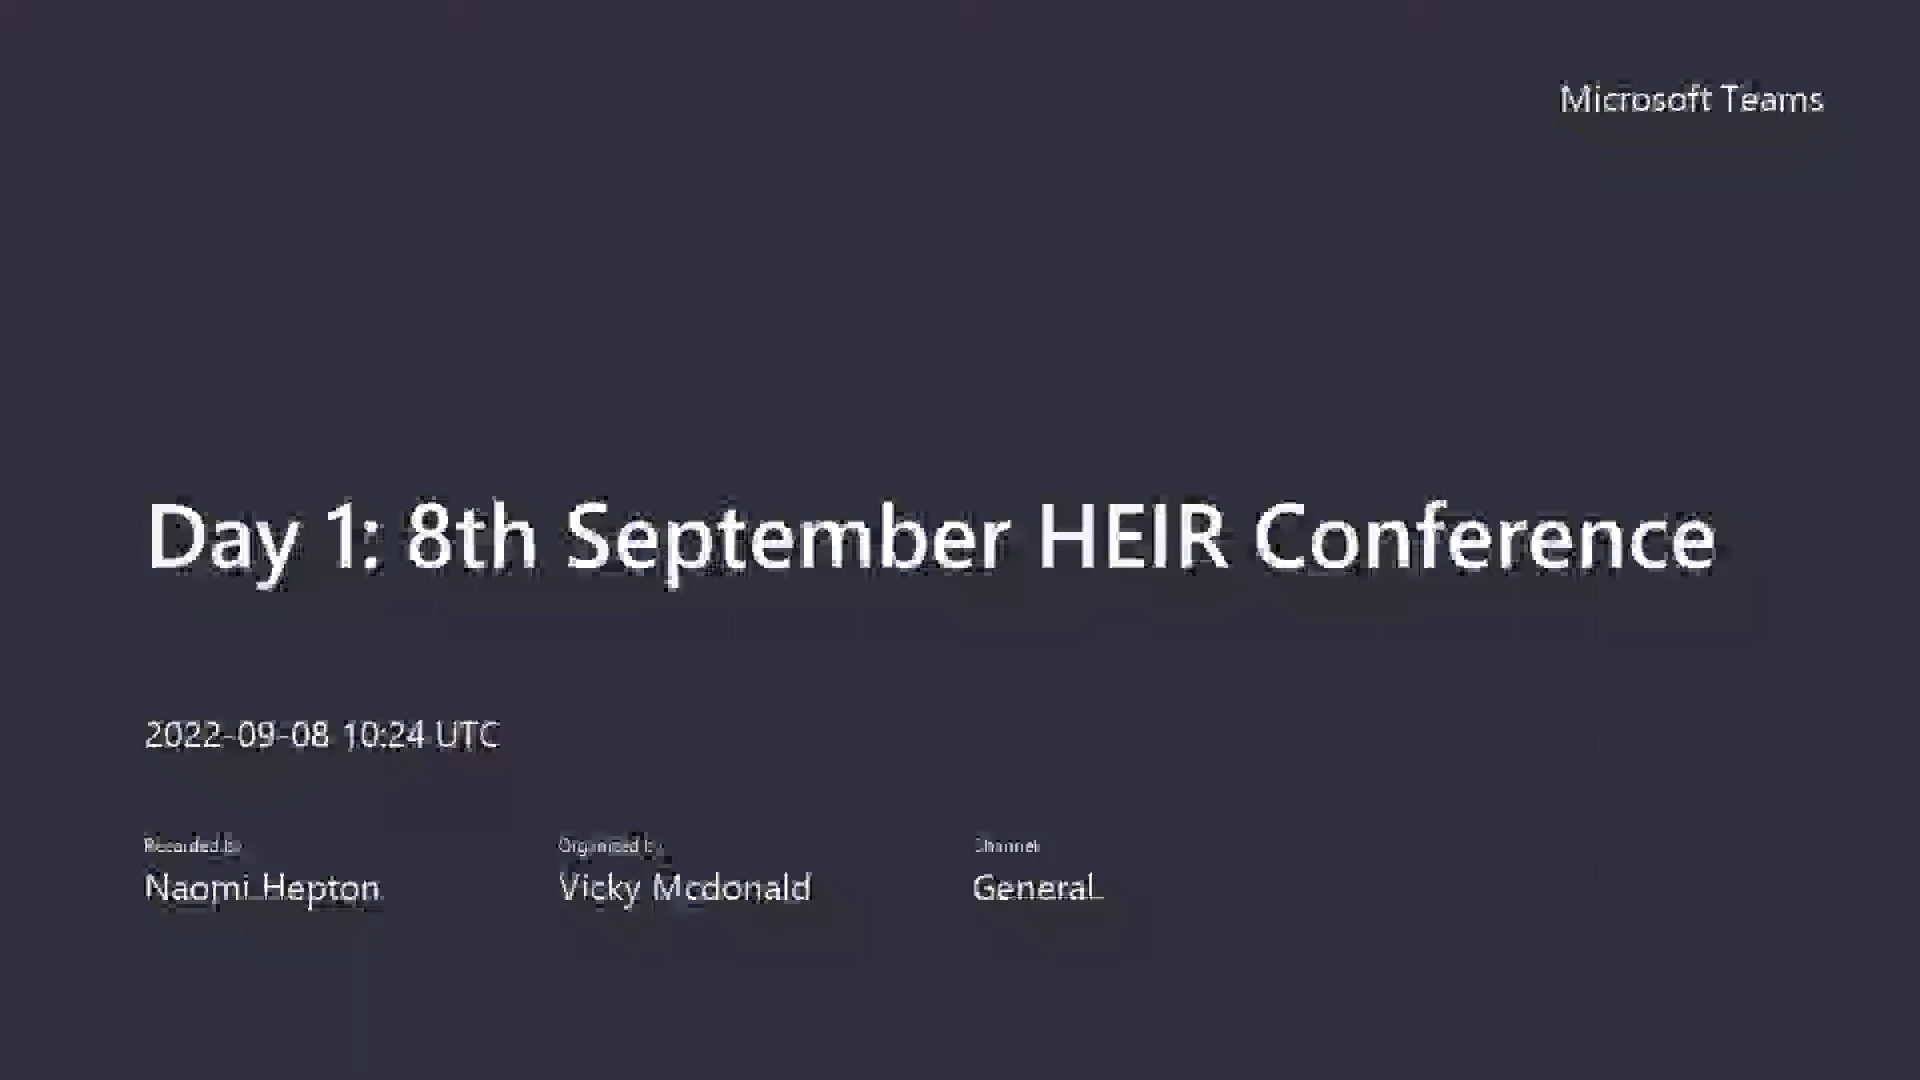 Microsoft Teams
Day 1: 8th September HEIR Conference
2022-09-08 10:24 UTC
Recorded by
Organized by
Channel
Naomi Hepton
Vicky Mcdonald
General